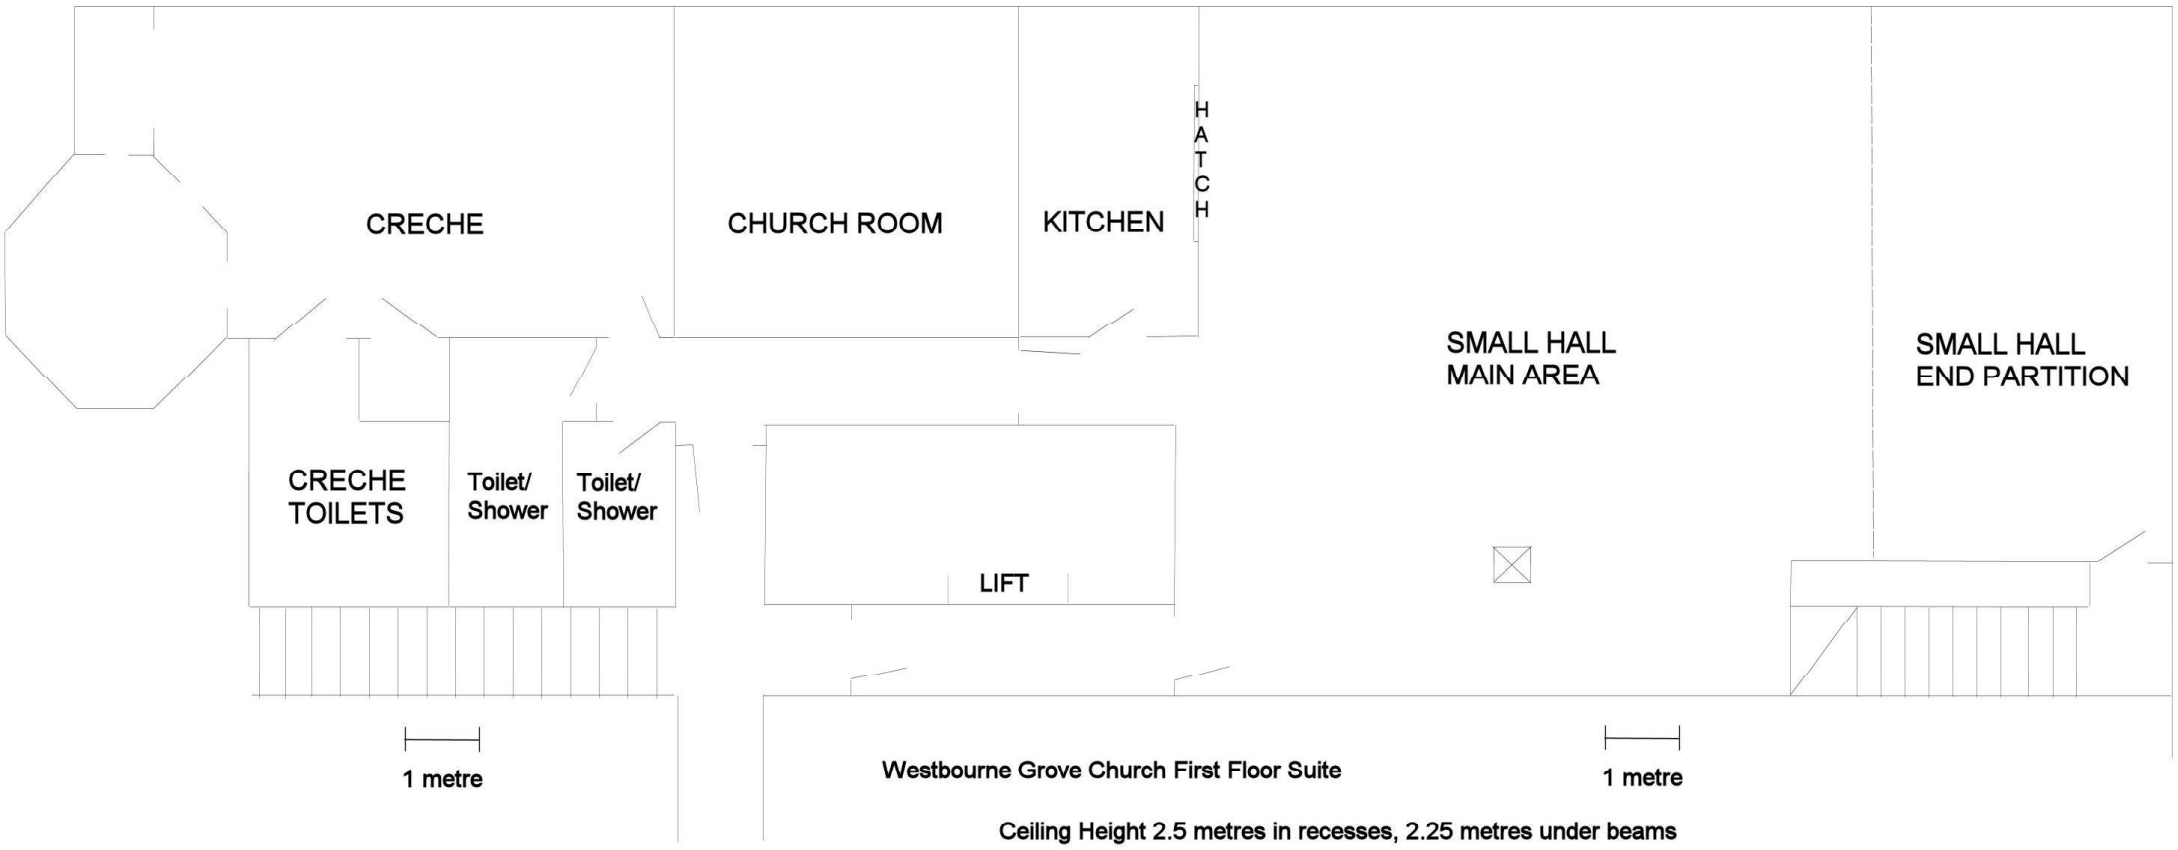 H
A
T
C
H
CRECHE
CHURCH ROOM
KITCHEN
SMALL HALL
MAIN AREA
SMALL HALL
END PARTITION
CRECHE
TOILETS
Toilet/
Shower
Toilet/
Shower
LIFT
1 metre
Westbourne Grove Church First Floor Suite
1 metre
Ceiling Height 2.5 metres in recesses, 2.25 metres under beams